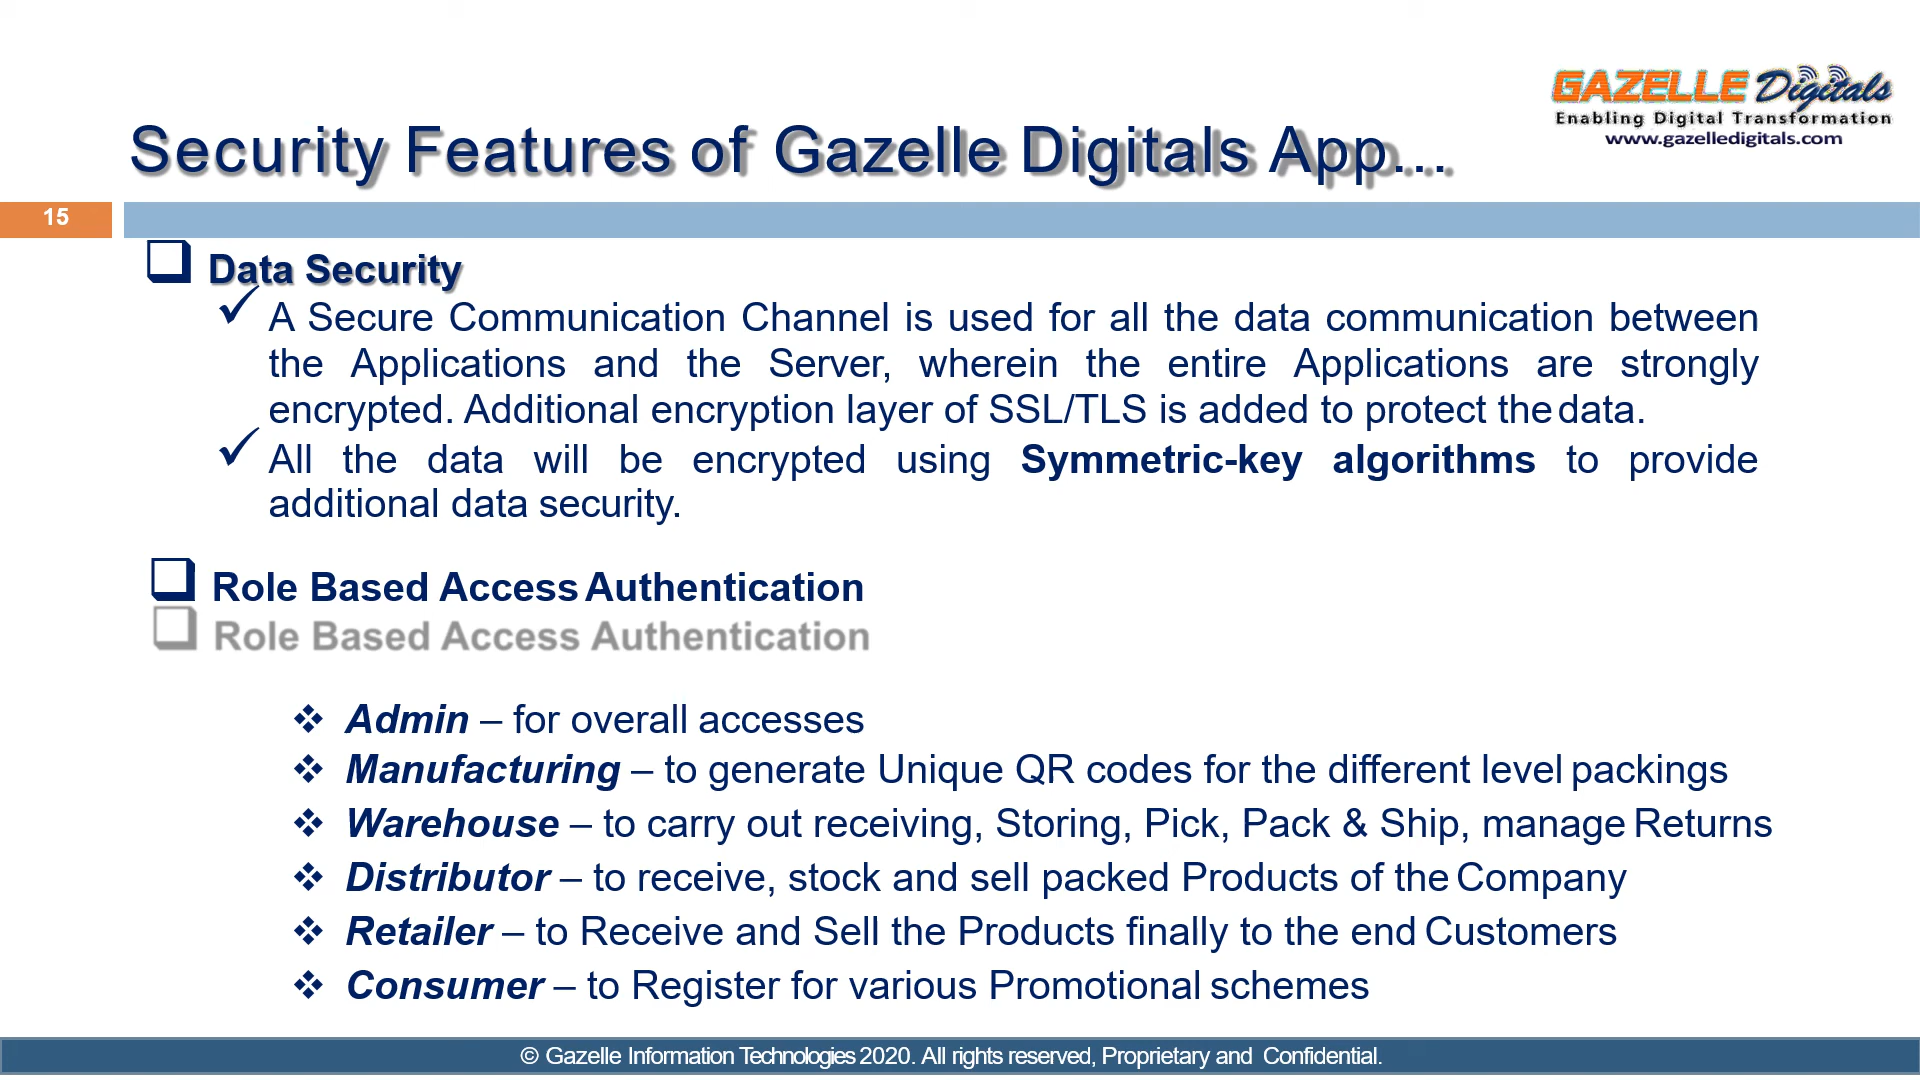 GAZELLE Digitals
Enabling Digital Transformation
www.gazelledigitals.com
Security Features of Gazelle Digitals App...
15
Data Security
A Secure Communication Channel is used for all the data communication between
the Applications and the Server, wherein the entire Applications are strongly
encrypted. Additional encryption layer of SSL/TLS is added to protect the data.
All the data will be encrypted using Symmetric-key algorithms to provide
additional data security.
Role Based Access Authentication
Role Based Access Authentication
Admin – for overall accesses
Manufacturing – to generate Unique QR codes for the different level packings
Warehouse – to carry out receiving, Storing, Pick, Pack & Ship, manage Returns
Distributor – to receive, stock and sell packed Products of the Company
Retailer – to Receive and Sell the Products finally to the end Customers
Consumer – to Register for various Promotional schemes
© Gazelle Information Technologies 2020. All rights reserved, Proprietary and Confidential.